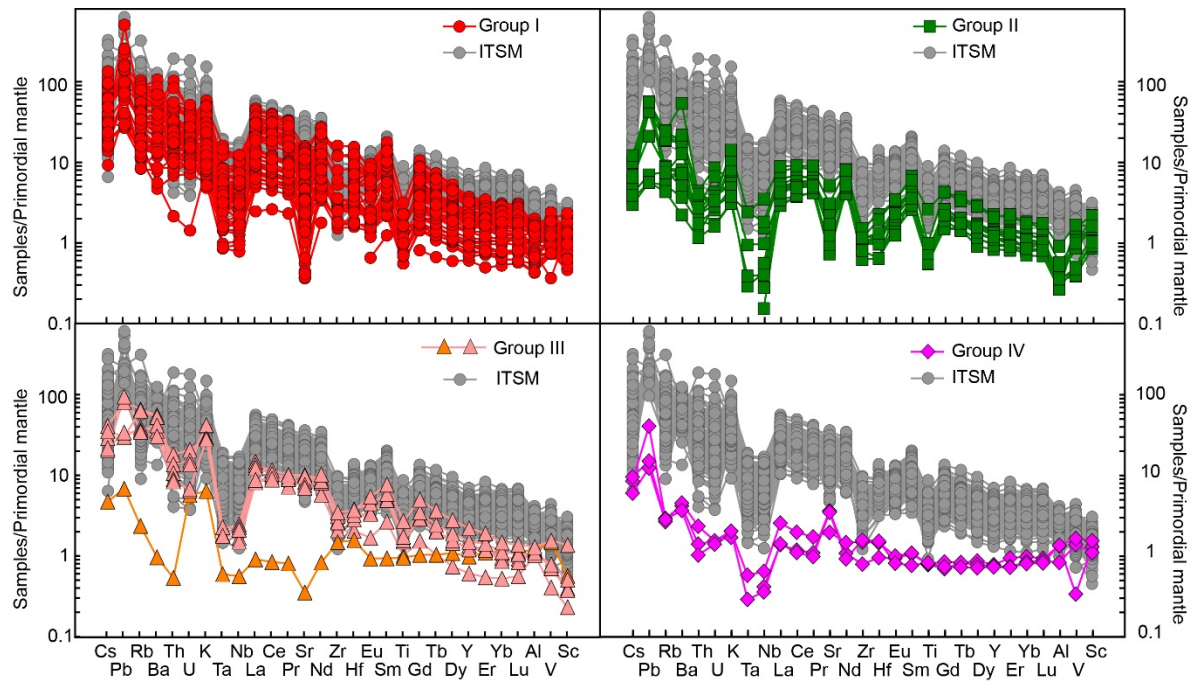 Group I
ITSM
Group II
ITSM
Samples/Primordial mantle
100
10
1
0.1
100
10
1
0.1
Samples/Primordial mantle
Group III
ITSM
Group IV
ITSM
Samples/Primordial mantle
100
10
1
0.1
100
10
1
0.1
Samples/Primordial mantle
Cs Rb Th K Nb Ce Sr Zr Eu Ti Tb Y Yb Al Sc
Pb Ba U Ta La Pr Nd Hf Sm Gd Dy Er Lu V
Cs Rb Th K Nb Ce Sr Zr Eu Ti Tb Y Yb Al Sc
Pb Ba U Ta La Pr Nd Hf Sm Gd Dy Er Lu V